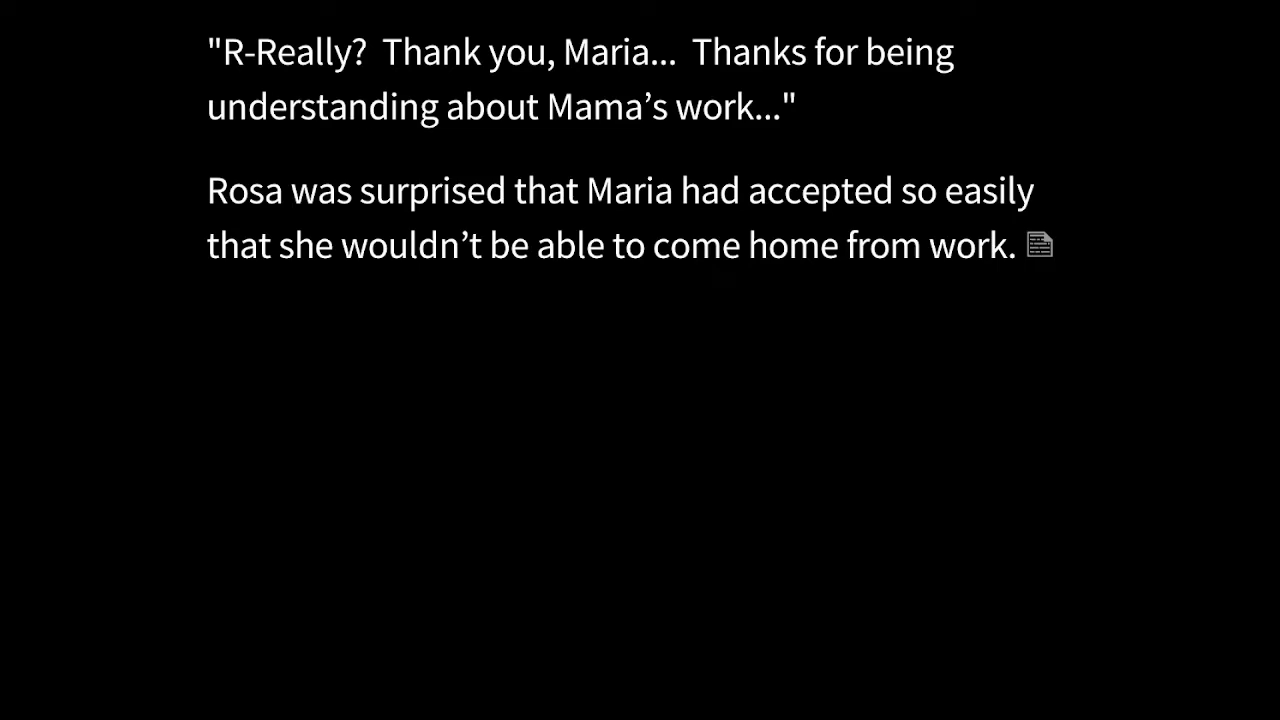 "R-Really?  Thank you, Maria...  Thanks for being
understanding about Mama’s work..."
Rosa was surprised that Maria had accepted so easily
that she wouldn’t be able to come home from work.